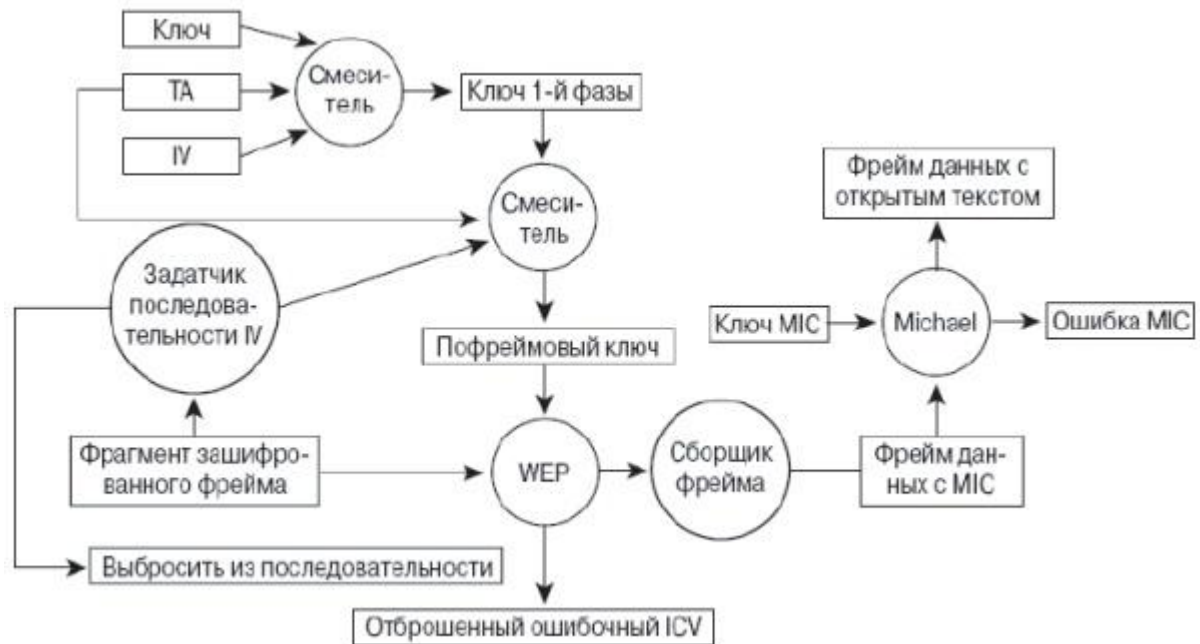 Ключ
Смеси-
тель
TA
Ключ 1-й фазы
IV
Фрейм данных с
открытым текстом
Смеси-
тель
Задатчик
последова-
тельности IV
Ключ MIC
Michael
Ошибка MIC
Пофреймовый ключ
Фрагмент зашифро-
ванного фрейма
WEP
Сборщик
фрейма
Фрейм дан-
ных с MIC
Выбросить из последовательности
Отброшенный ошибочный ICV